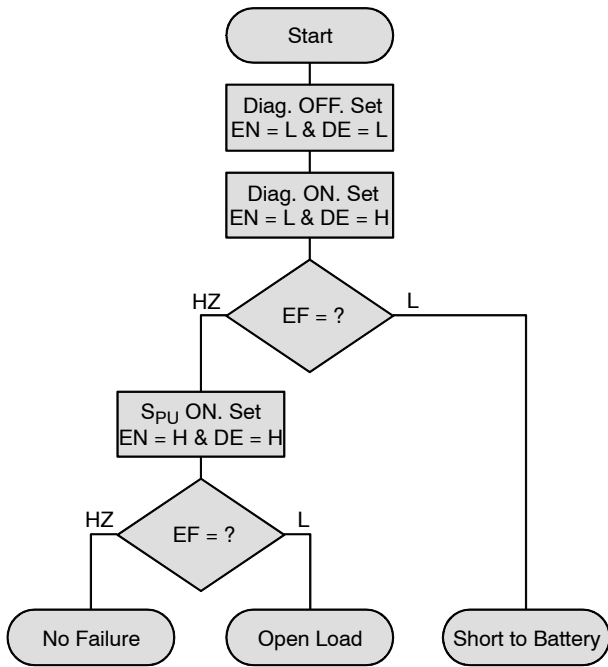 Start
Diag. OFF. Set
EN = L & DE = L
Diag. ON. Set
EN = L & DE = H
HZ
EF = ?
L
SPU ON. Set
EN = H & DE = H
HZ
EF = ?
L
No Failure
Open Load
Short to Battery